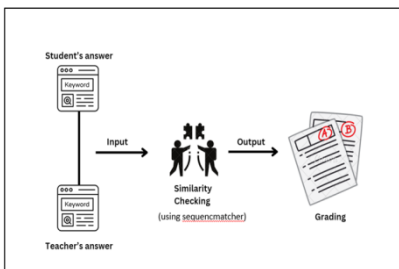 Student's answer
Keyword
Input
Output
A
B
Similarity
Checking
(using sequencmatcher)
Grading
Keyword
Teacher's answer